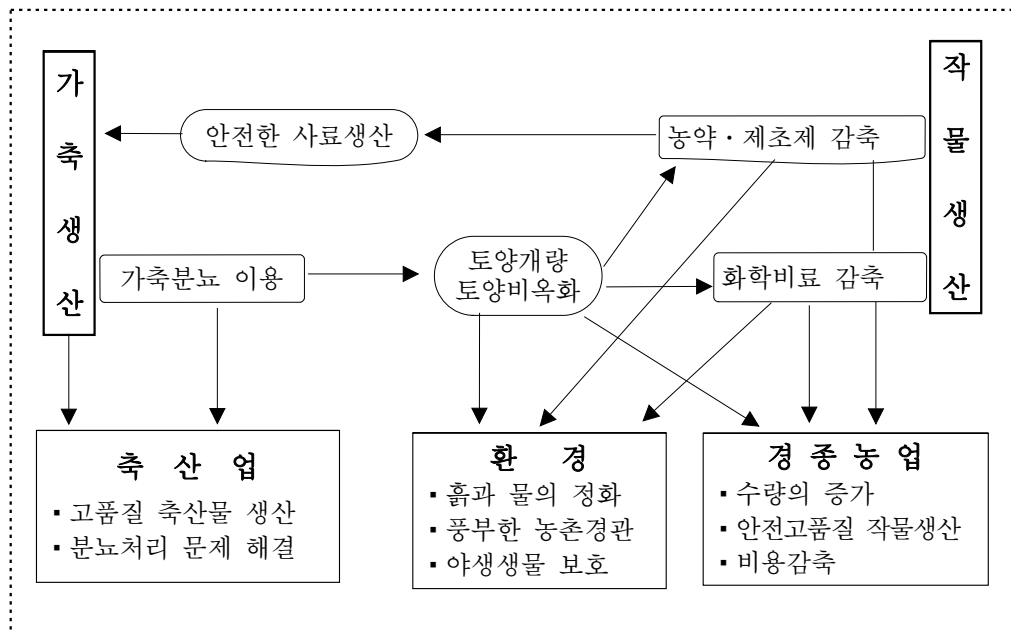 가축생산
작물생산
안전한 사료생산
농약·제초제 감축
가축분뇨 이용
토양개량
토양비옥화
화학비료 감축
축 산 업
▪ 고품질 축산물 생산
▪ 분뇨처리 문제 해결
환 경
▪ 흙과 물의 정화
▪ 풍부한 농촌경관
▪ 야생생물 보호
경 종 농 업
▪ 수량의 증가
▪ 안전고품질 작물생산
▪ 비용감축